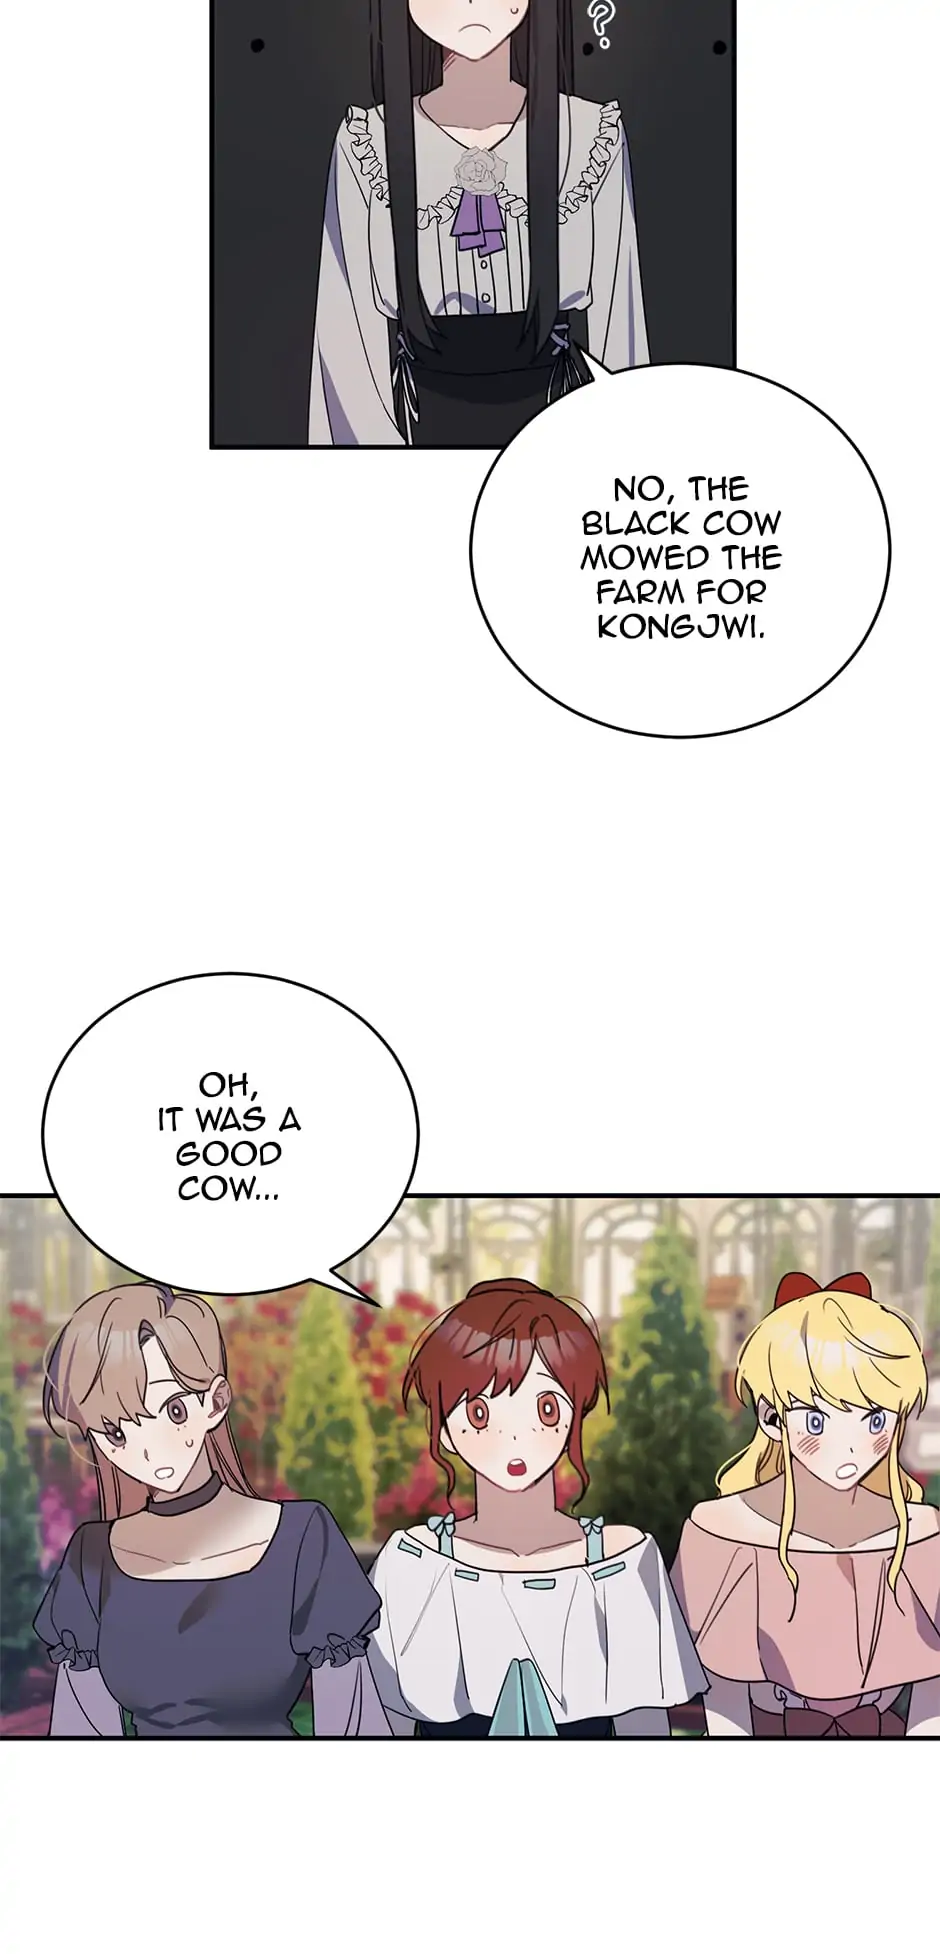 ?
NO, THE
BLACK COW
MOWED THE
FARM FOR
KONGJWI.
OH,
IT WAS A
GOOD
COW...